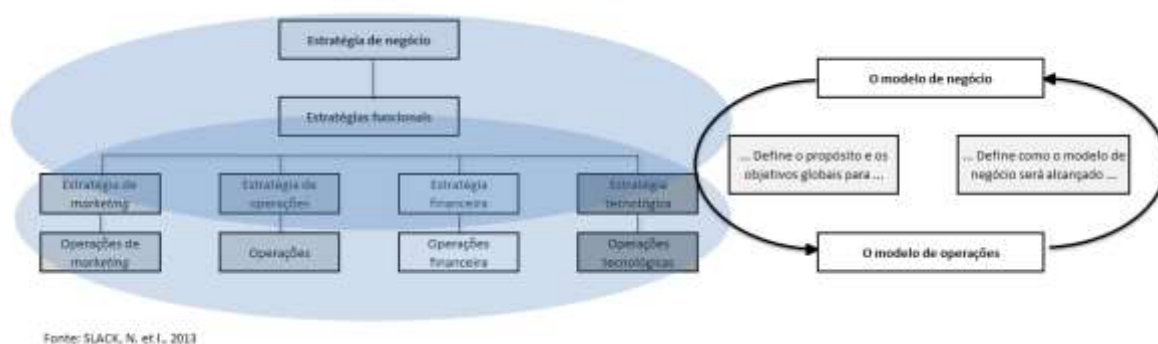 Estratégia de negócio
Estratégias funcionais
Estratégia de
marketing
Estratégia de
operações
Estratégia
financeira
Estratégia
tecnológica
Operações de
marketing
Operações
Operações
financeira
Operações
tecnológicas
O modelo de negócio
... Define o propósito e os
objetivos globais para ...
... Define como o modelo de
negócio será alcançado ...
O modelo de operações
Fonte: SLACK, N. et l., 2013